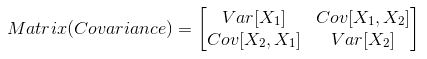 Matrix(Covariance) = [ Var[X₁] Cov[X₁, X₂]
Cov[X₂, X₁] Var[X₂] ]